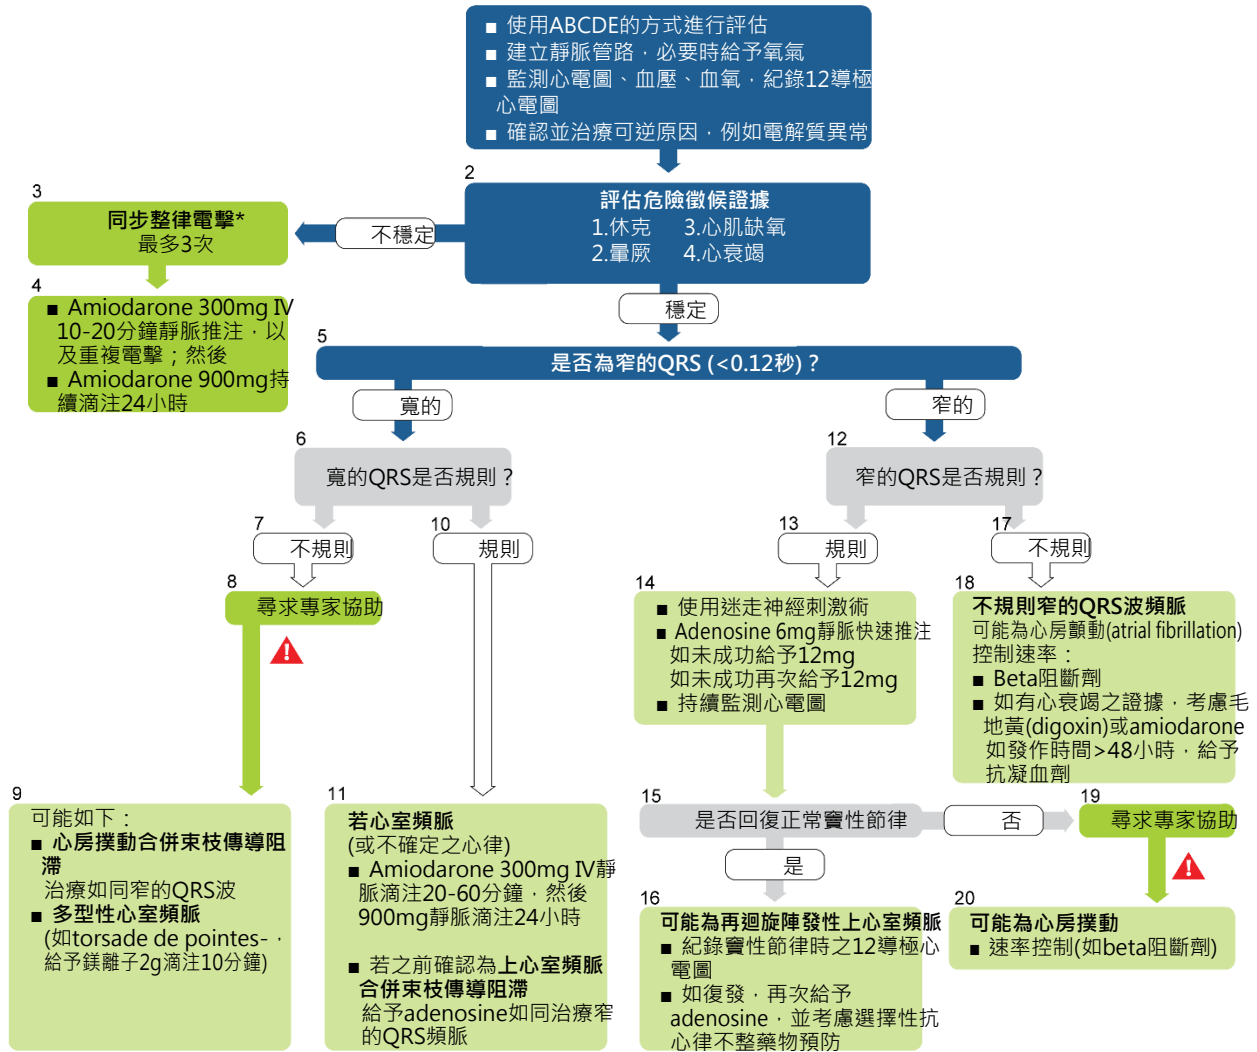 ■ 使用ABCDE的方式進行評估
■ 建立靜脈管路，必要時給予氧氣
■ 監測心電圖、血壓、血氧，紀錄12導極
心電圖
■ 確認並治療可逆原因，例如電解質異常
2
評估危險徵候證據
1.休克 3.心肌缺氧
2.暈厥 4.心衰竭
不穩定
3
同步整律電擊*
最多3次
4
■ Amiodarone 300mg IV
10-20分鐘靜脈推注，以
及重複電擊；然後
■ Amiodarone 900mg持
續滴注24小時
穩定
5
是否為窄的QRS (<0.12秒)？
寬的
窄的
6
寬的QRS是否規則？
12
窄的QRS是否規則？
7
不規則
10
規則
13
規則
17
不規則
8
尋求專家協助
14
■ 使用迷走神經刺激術
■ Adenosine 6mg靜脈快速推注
如未成功給予12mg
如未成功再次給予12mg
■ 持續監測心電圖
18
不規則窄的QRS波頻脈
可能為心房顫動(atrial fibrillation)
控制速率：
■ Beta阻斷劑
■ 如有心衰竭之證據，考慮毛
地黃(digoxin)或amiodarone
如發作時間>48小時，給予
抗凝血劑
9
可能如下：
■ 心房撲動合併束枝傳導阻
滯
治療如同窄的QRS波
■ 多型性心室頻脈
(如torsade de pointes-，
給予鎂離子2g滴注10分鐘)
11
若心室頻脈
(或不確定之心律)
■ Amiodarone 300mg IV靜
脈滴注20-60分鐘，然後
900mg靜脈滴注24小時
■ 若之前確認為上心室頻脈
合併束枝傳導阻滯
給予adenosine如同治療窄
的QRS頻脈
15
是否回復正常竇性節律
否
19
尋求專家協助
是
16
可能為再迴旋陣發性上心室頻脈
■ 紀錄竇性節律時之12導極心
電圖
■ 如復發，再次給予
adenosine，並考慮選擇性抗
心律不整藥物預防
20
可能為心房撲動
■ 速率控制(如beta阻斷劑)